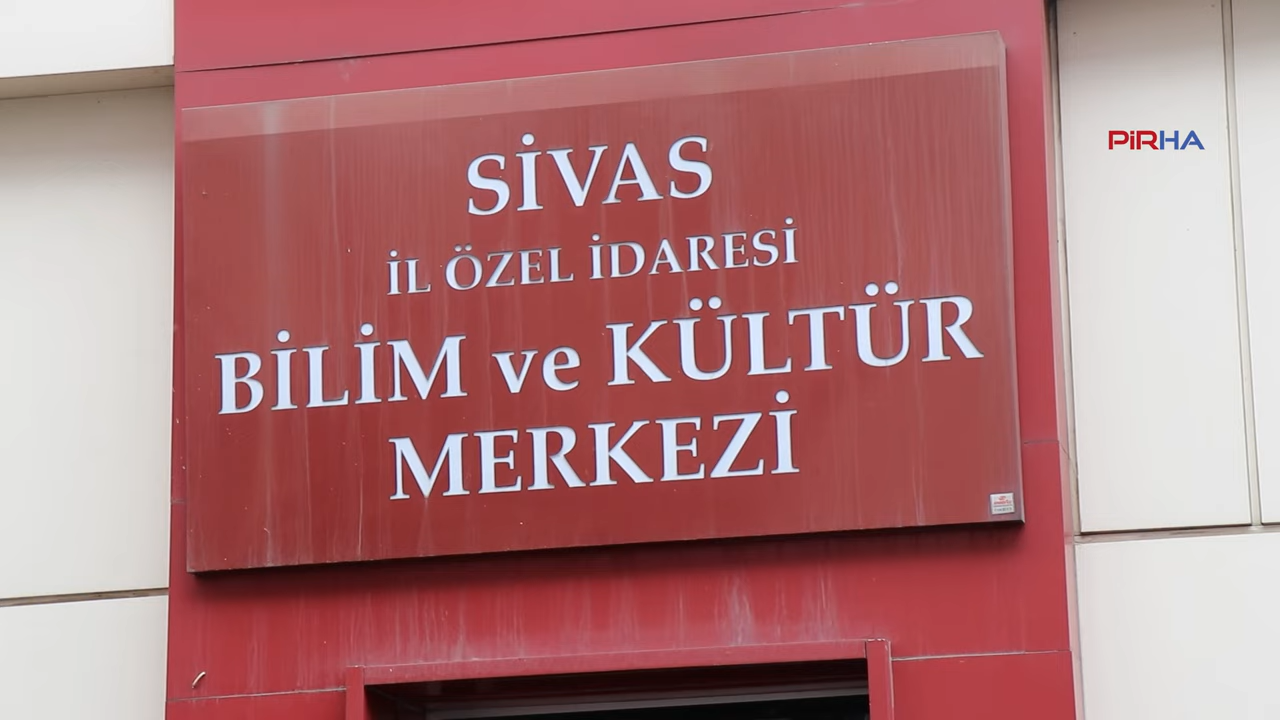 SİVAS
İL ÖZEL İDARESİ
BİLİM ve KÜLTÜR
MERKEZİ
PİRHA